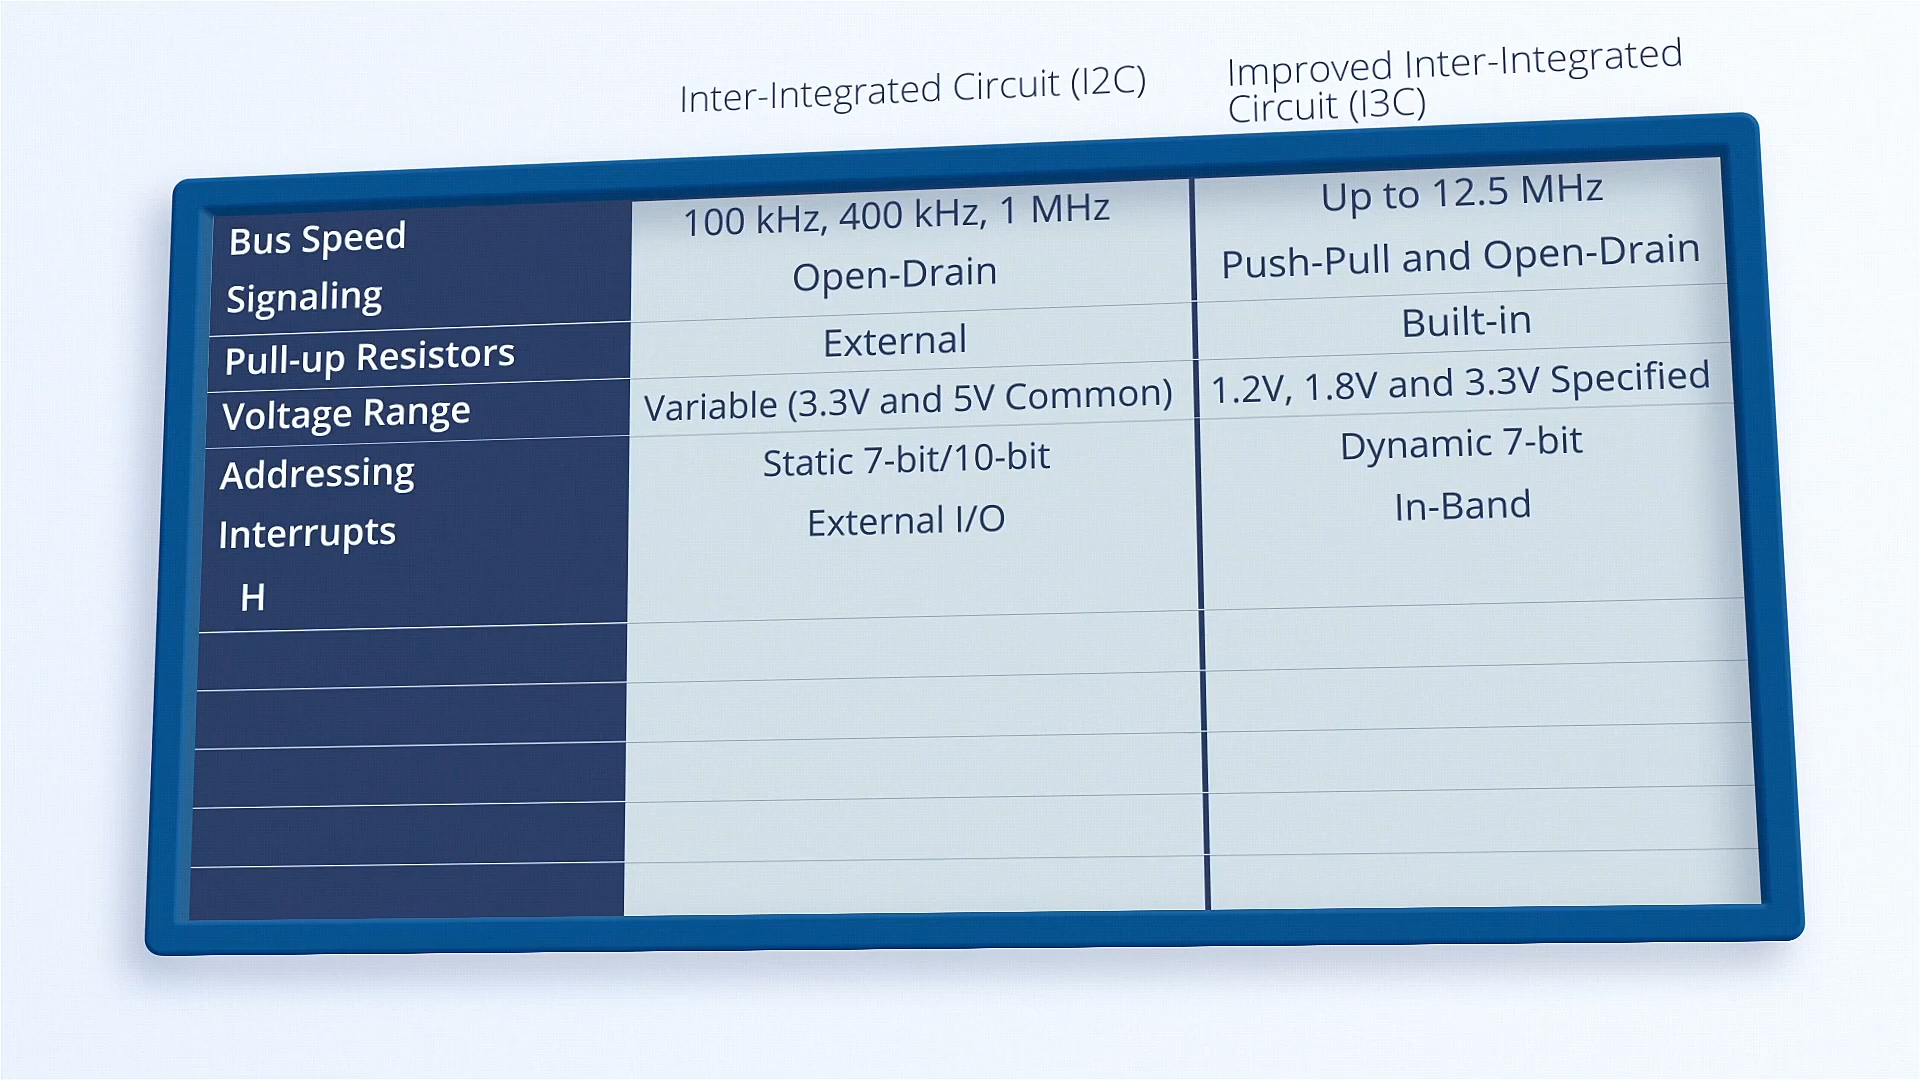 Inter-Integrated Circuit (I2C)
Improved Inter-Integrated
Circuit (I3C)
Bus Speed 100 kHz, 400 kHz, 1 MHz Up to 12.5 MHz
Signaling Open-Drain Push-Pull and Open-Drain
Pull-up Resistors External Built-in
Voltage Range Variable (3.3V and 5V Common) 1.2V, 1.8V and 3.3V Specified
Addressing Static 7-bit/10-bit Dynamic 7-bit
Interrupts External I/O In-Band
H